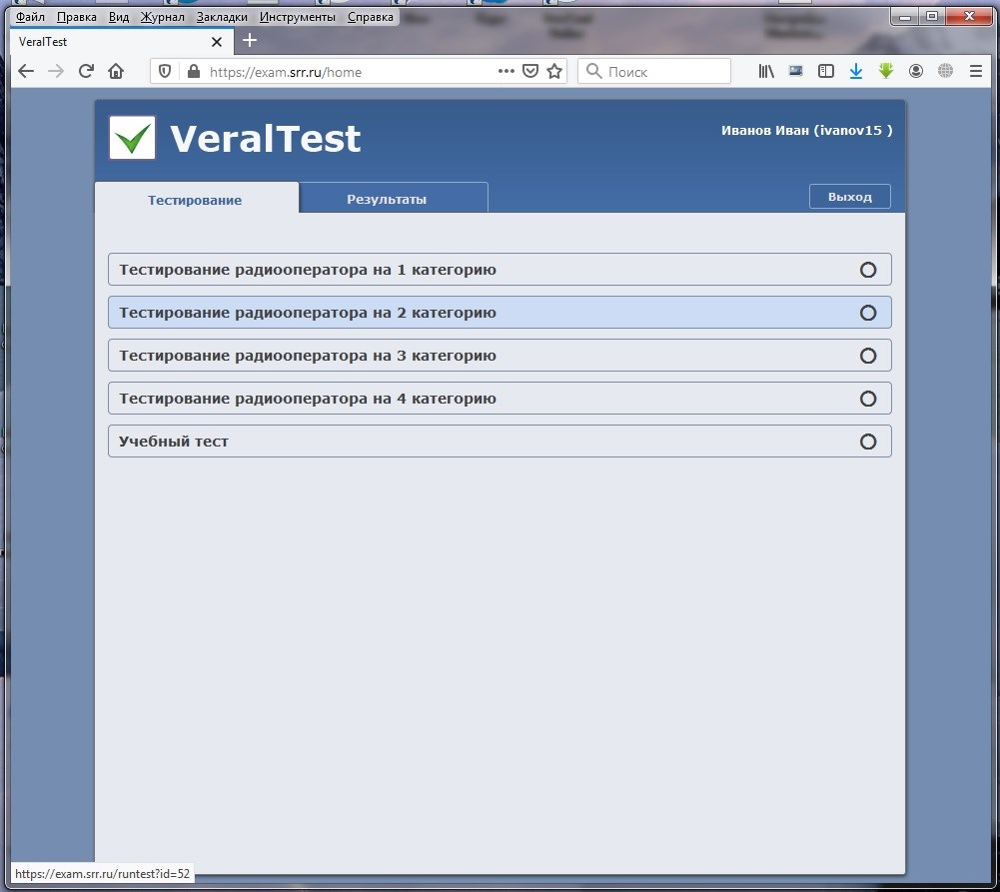 Файл Правка Вид Журнал Закладки Инструменты Справка
VeralTest
https://exam.srr.ru/home
Поиск
VeralTest
Иванов Иван (ivanov15 )
Тестирование
Результаты
Выход
Тестирование радиооператора на 1 категорию
Тестирование радиооператора на 2 категорию
Тестирование радиооператора на 3 категорию
Тестирование радиооператора на 4 категорию
Учебный тест
https://exam.srr.ru/runtest?id=52